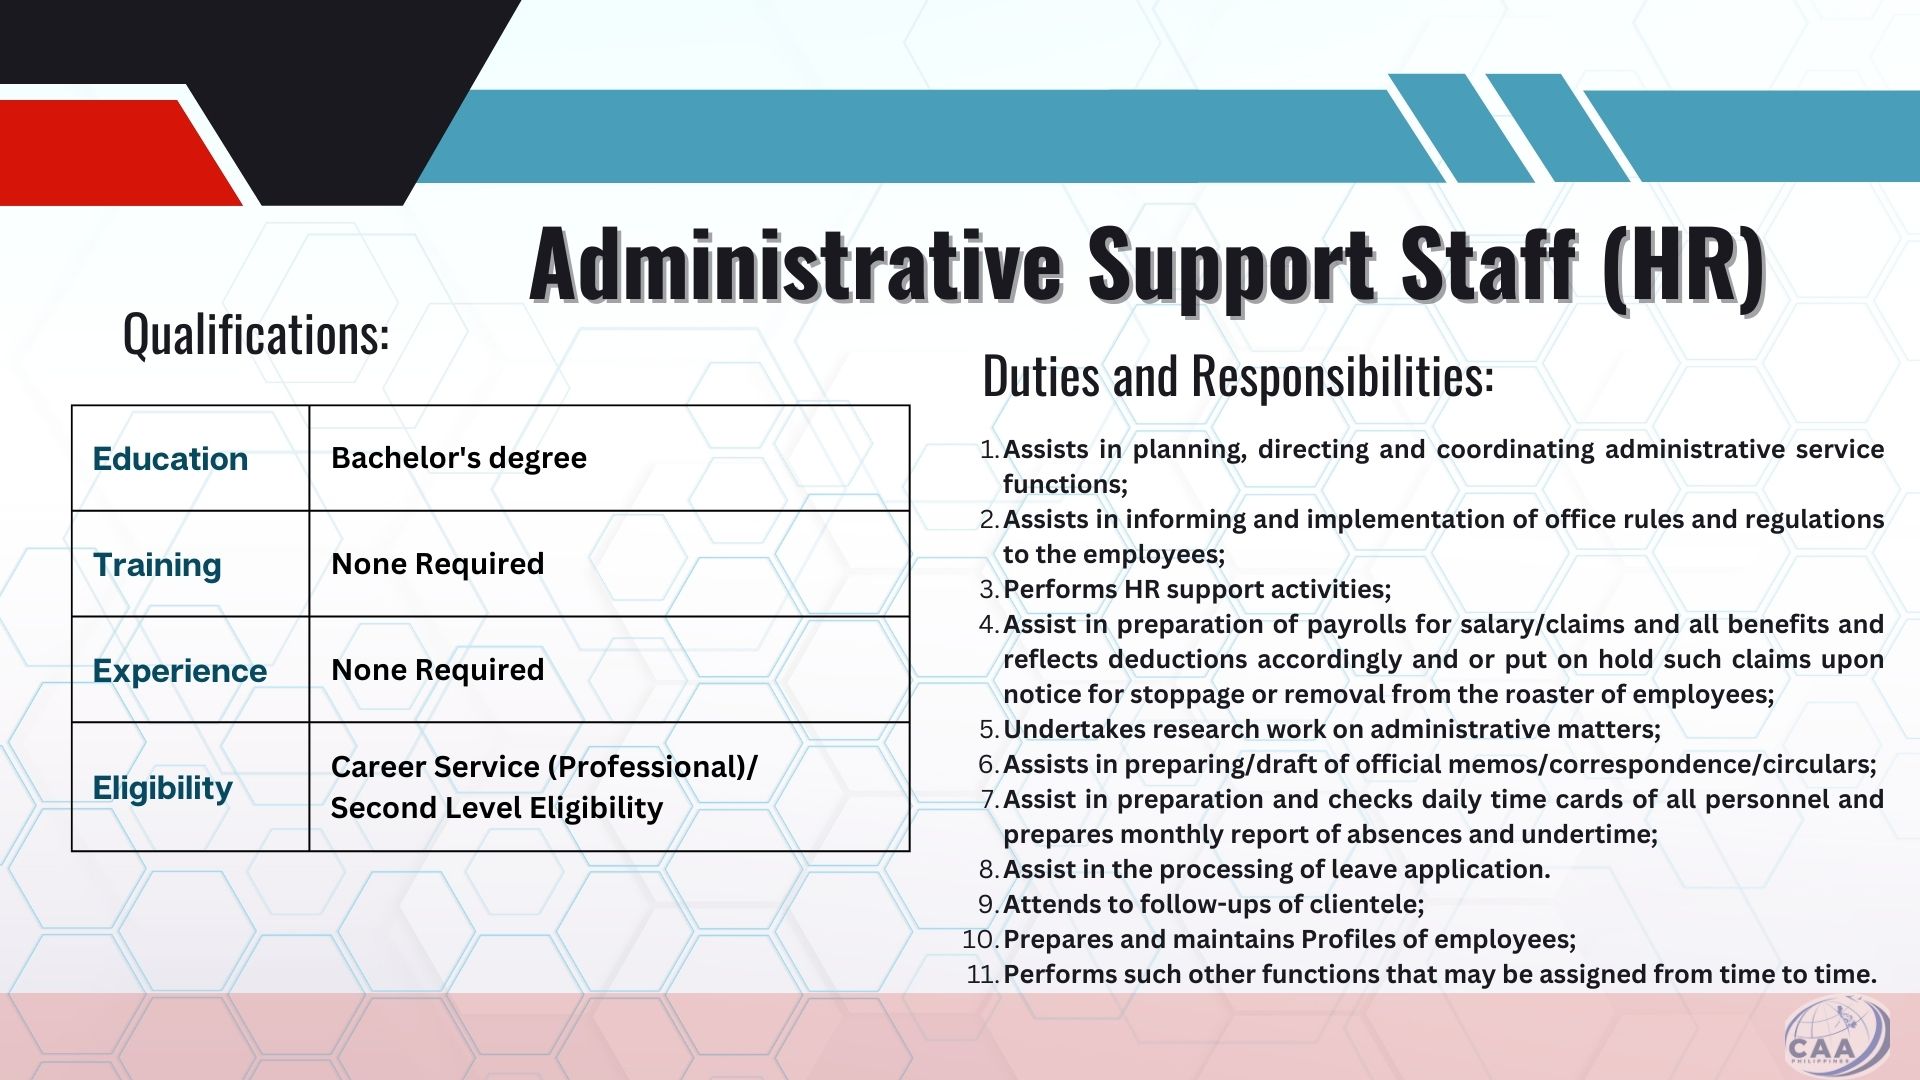 Administrative Support Staff (HR)
Qualifications:
Education
Bachelor's degree
Training
None Required
Experience
None Required
Eligibility
Career Service (Professional)/
Second Level Eligibility
Duties and Responsibilities:
1. Assists in planning, directing and coordinating administrative service
functions;
2. Assists in informing and implementation of office rules and regulations
to the employees;
3. Performs HR support activities;
4. Assist in preparation of payrolls for salary/claims and all benefits and
reflects deductions accordingly and or put on hold such claims upon
notice for stoppage or removal from the roaster of employees;
5. Undertakes research work on administrative matters;
6. Assists in preparing/draft of official memos/correspondence/circulars;
7. Assist in preparation and checks daily time cards of all personnel and
prepares monthly report of absences and undertime;
8. Assist in the processing of leave application.
9. Attends to follow-ups of clientele;
10. Prepares and maintains Profiles of employees;
11. Performs such other functions that may be assigned from time to time.
CAA
PHILIPPINES